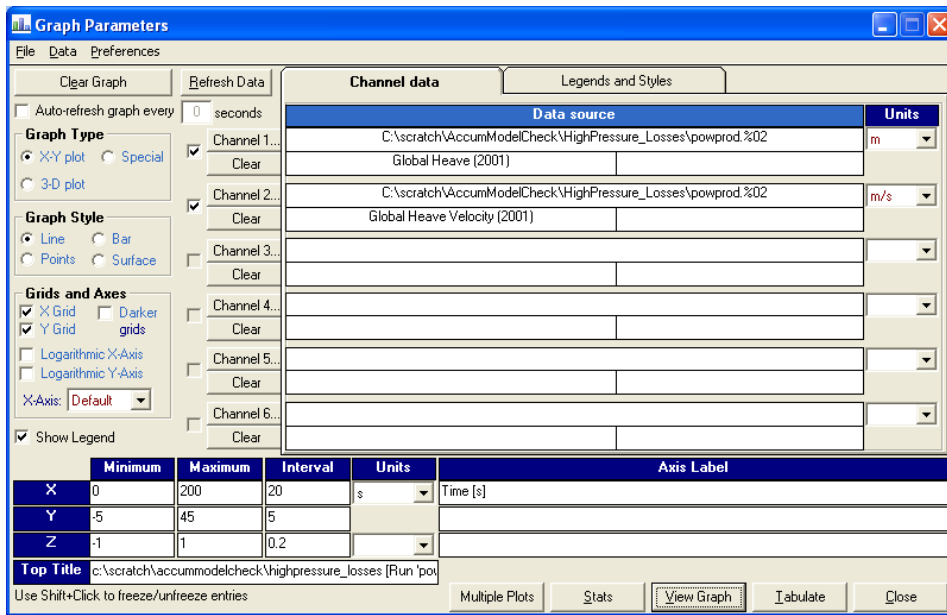 Graph Parameters
File Data Preferences
Clear Graph Refresh Data Channel data Legends and Styles
Auto-refresh graph every 0 seconds
Data source Units
Graph Type
X-Y plot Special
3-D plot
Channel 1... C:\scratch\AccumModelCheck\HighPressure_Losses\powprod.%02 m
Clear Global Heave (2001)
Channel 2... C:\scratch\AccumModelCheck\HighPressure_Losses\powprod.%02 m/s
Clear Global Heave Velocity (2001)
Graph Style
Line Bar
Points Surface
Channel 3...
Clear
Grids and Axes
X Grid Darker
Y Grid grids
Channel 4...
Clear
Logarithmic X-Axis
Logarithmic Y-Axis
Channel 5...
Clear
X-Axis: Default
Channel 6...
Clear
Show Legend
Minimum Maximum Interval Units Axis Label
X 0 200 20 s Time [s]
Y -5 45 5
Z -1 1 0.2
Top Title c:\scratch\accummodelcheck\highpressure_losses [Run 'pow
Use Shift+Click to freeze/unfreeze entries
Multiple Plots Stats View Graph Tabulate Close